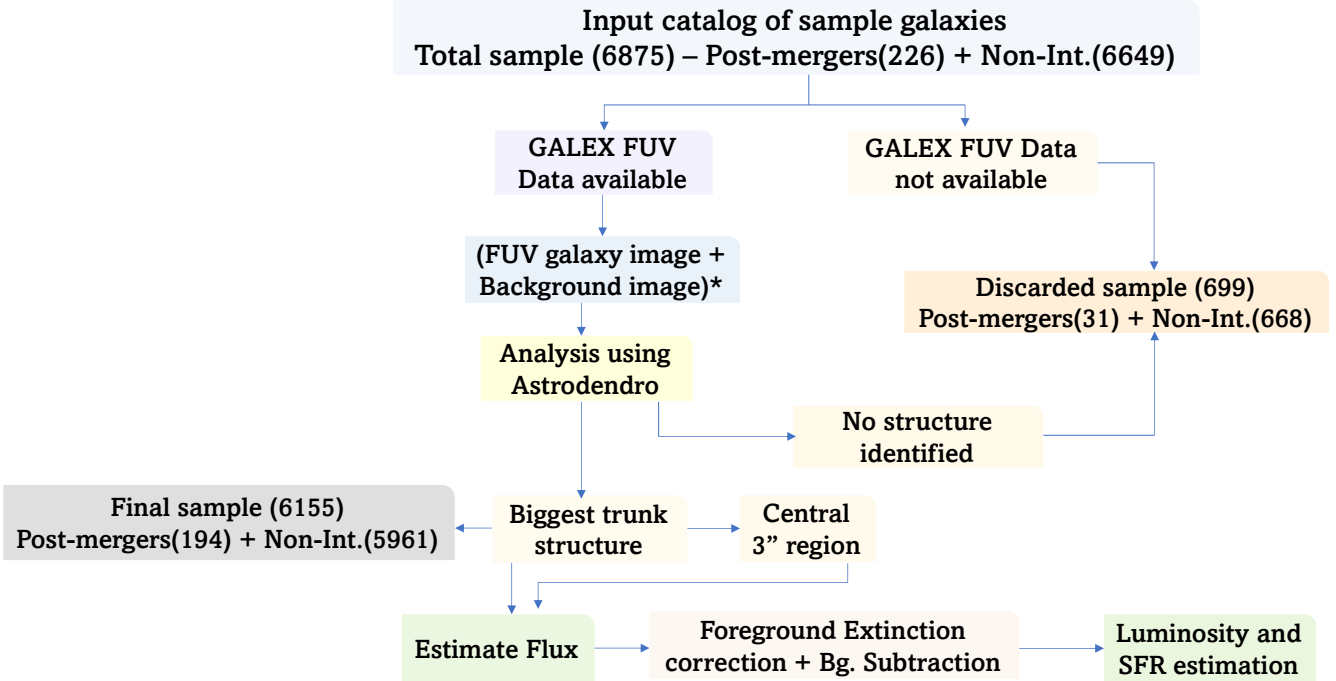 Input catalog of sample galaxies
Total sample (6875) – Post-mergers(226) + Non-Int.(6649)
GALEX FUV
Data available
GALEX FUV Data
not available
(FUV galaxy image +
Background image)*
Discarded sample (699)
Post-mergers(31) + Non-Int.(668)
Analysis using
Astrodendro
No structure
identified
Final sample (6155)
Post-mergers(194) + Non-Int.(5961)
Biggest trunk
structure
Central
3” region
Estimate Flux
Foreground Extinction
correction + Bg. Subtraction
Luminosity and
SFR estimation